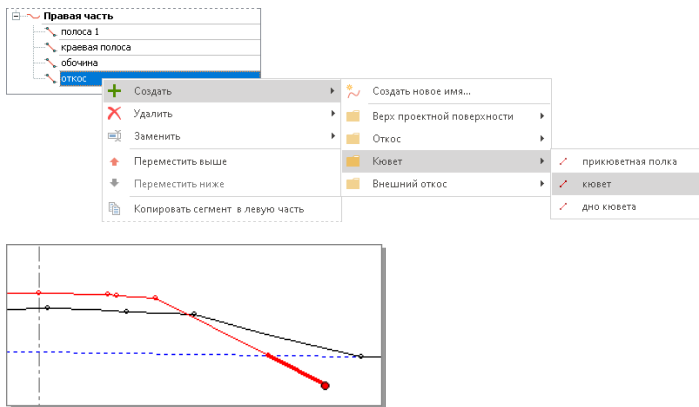 Правая часть
полоса 1
краевая полоса
обочина
откос
Создать
Удалить
Заменить
Переместить выше
Переместить ниже
Копировать сегмент в левую часть
Создать новое имя...
Верх проектной поверхности
Откос
Кювет
Внешний откос
прикюветная полка
кювет
дно кювета